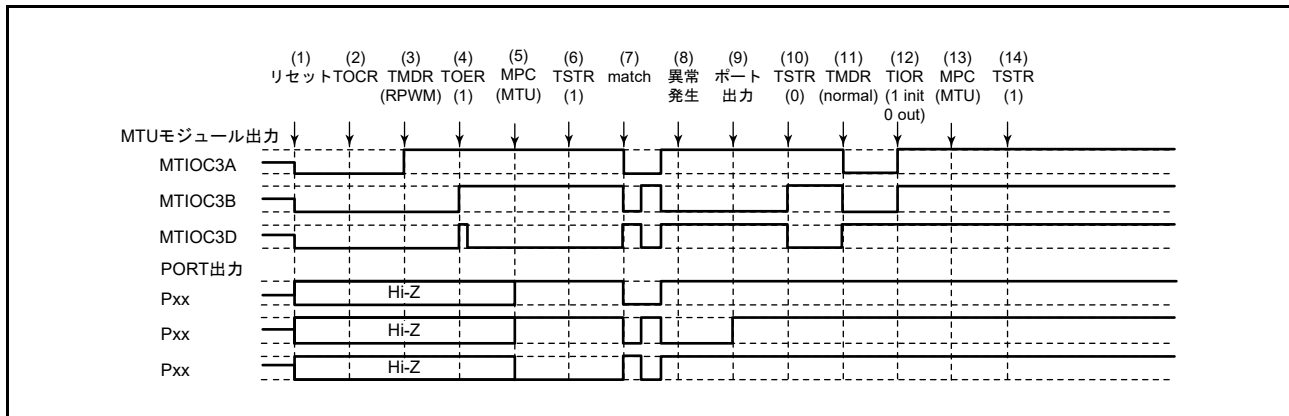 (1) (2) (3) (4) (5) (6) (7) (8) (9) (10) (11) (12) (13) (14)
リセット TOCR TMDR TOER MPC TSTR match 異常 ポート TSTR TMDR TIOR MPC TSTR
(RPWM) (1) (MTU) (1) 発生 出力 (0) (normal) (1 init (MTU) (1)
0 out)
MTUモジュール出力
MTIOC3A
MTIOC3B
MTIOC3D
PORT出力
Pxx Hi-Z
Pxx Hi-Z
Pxx Hi-Z